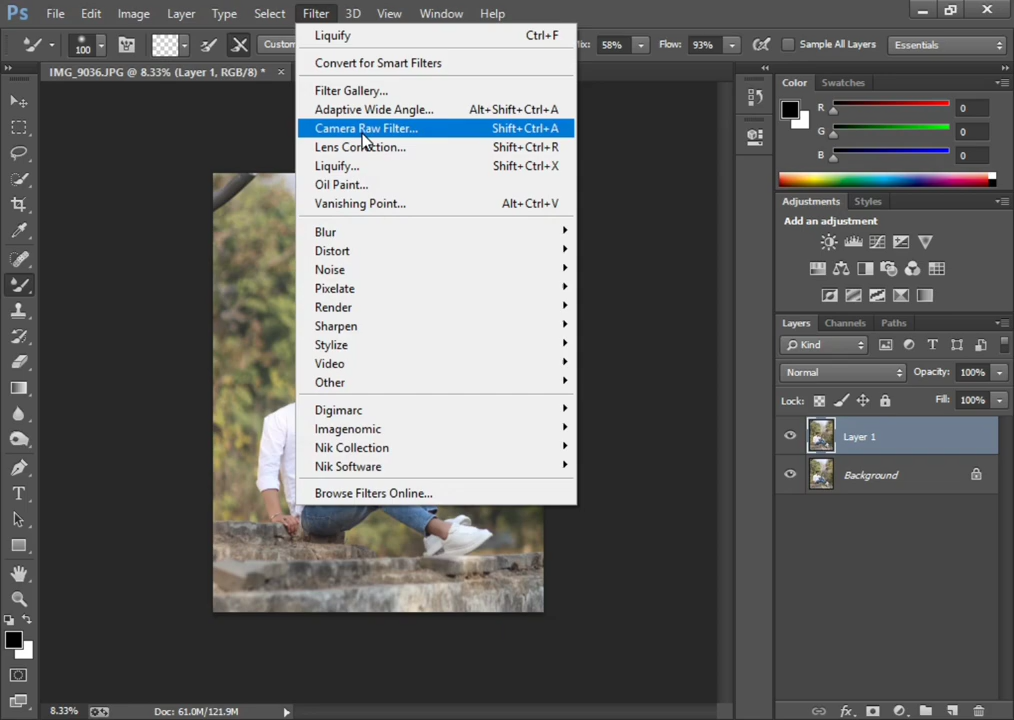 Ps File Edit Image Layer Type Select Filter 3D View Window Help
100 Custom 58% Flow: 93% Sample All Layers Essentials
IMG_9036.JPG @ 8.33% (Layer 1, RGB/8) *
Liquify Ctrl+F
Convert for Smart Filters
Filter Gallery...
Adaptive Wide Angle... Alt+Shift+Ctrl+A
Camera Raw Filter... Shift+Ctrl+A
Lens Correction... Shift+Ctrl+R
Liquify... Shift+Ctrl+X
Oil Paint...
Vanishing Point... Alt+Ctrl+V
Blur
Distort
Noise
Pixelate
Render
Sharpen
Stylize
Video
Other
Digimarc
Imagenomic
Nik Collection
Nik Software
Browse Filters Online...
Color Swatches
R 0
G 0
B 0
Adjustments Styles
Add an adjustment
Layers Channels Paths
Kind
Normal Opacity: 100%
Lock: Fill: 100%
Layer 1
Background
8.33% Doc: 61.0M/121.9M